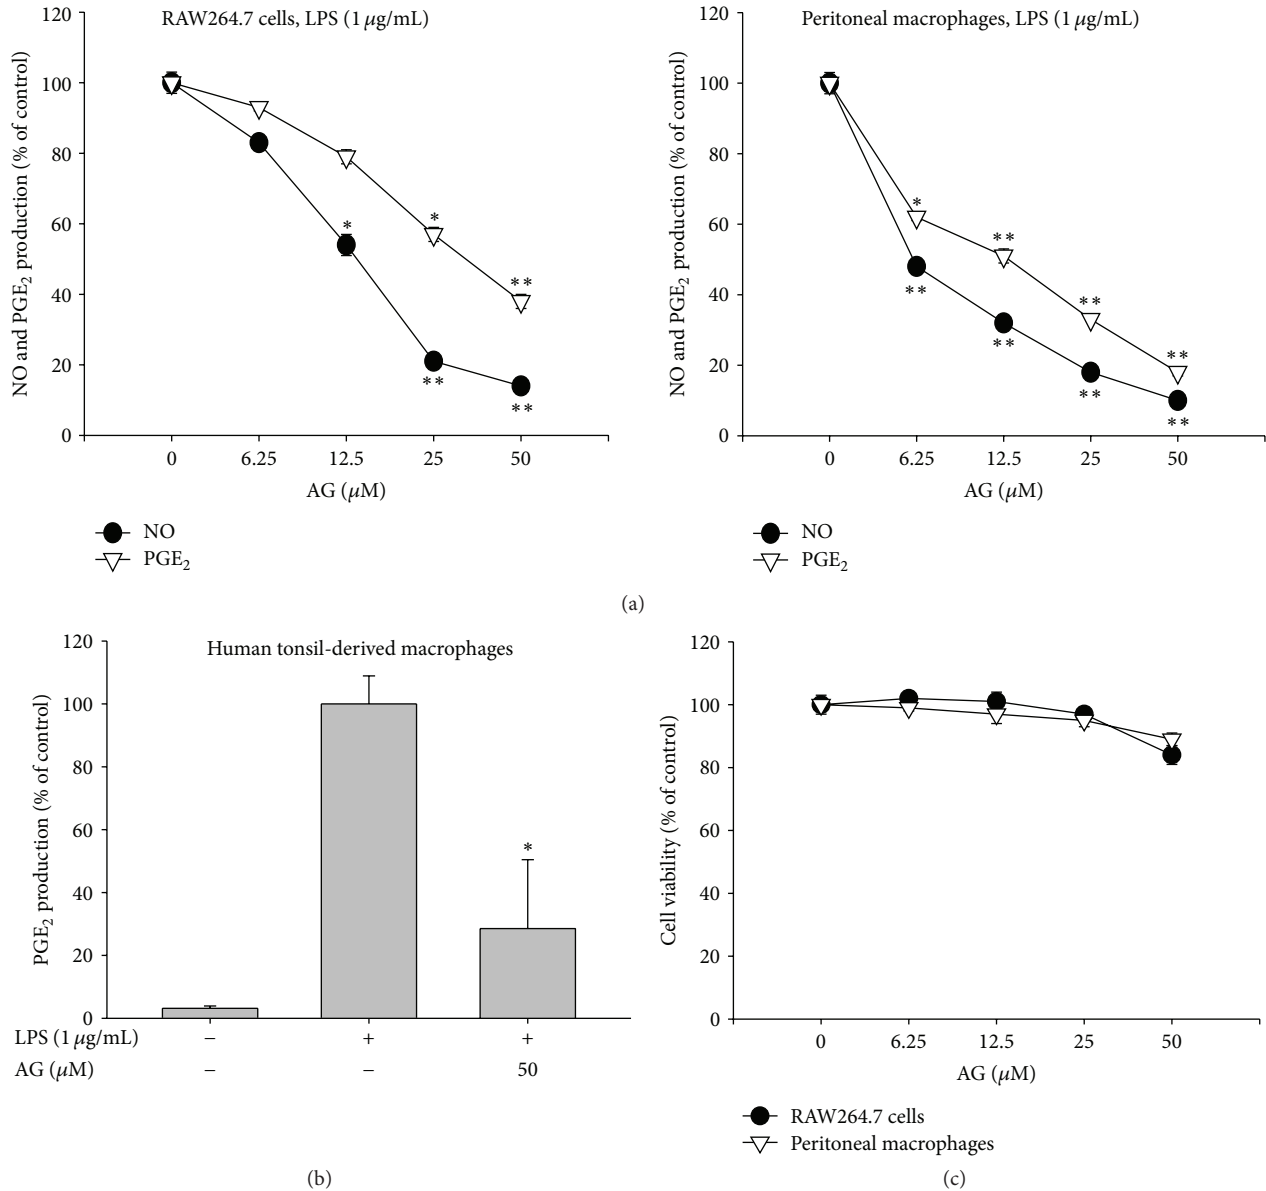 RAW264.7 cells, LPS (1 μg/mL)
NO and PGE₂ production (% of control)
120
100
80
60
40
20
0
*
*
**
**
**
0 6.25 12.5 25 50
AG (μM)
NO
PGE₂
Peritoneal macrophages, LPS (1 μg/mL)
NO and PGE₂ production (% of control)
120
100
80
60
40
20
0
*
**
**
**
**
**
**
**
0 6.25 12.5 25 50
AG (μM)
NO
PGE₂
(a)
Human tonsil-derived macrophages
PGE₂ production (% of control)
120
100
80
60
40
20
0
*
LPS (1 μg/mL) − + +
AG (μM) − − 50
(b)
Cell viability (% of control)
120
100
80
60
40
20
0
0 6.25 12.5 25 50
AG (μM)
RAW264.7 cells
Peritoneal macrophages
(c)